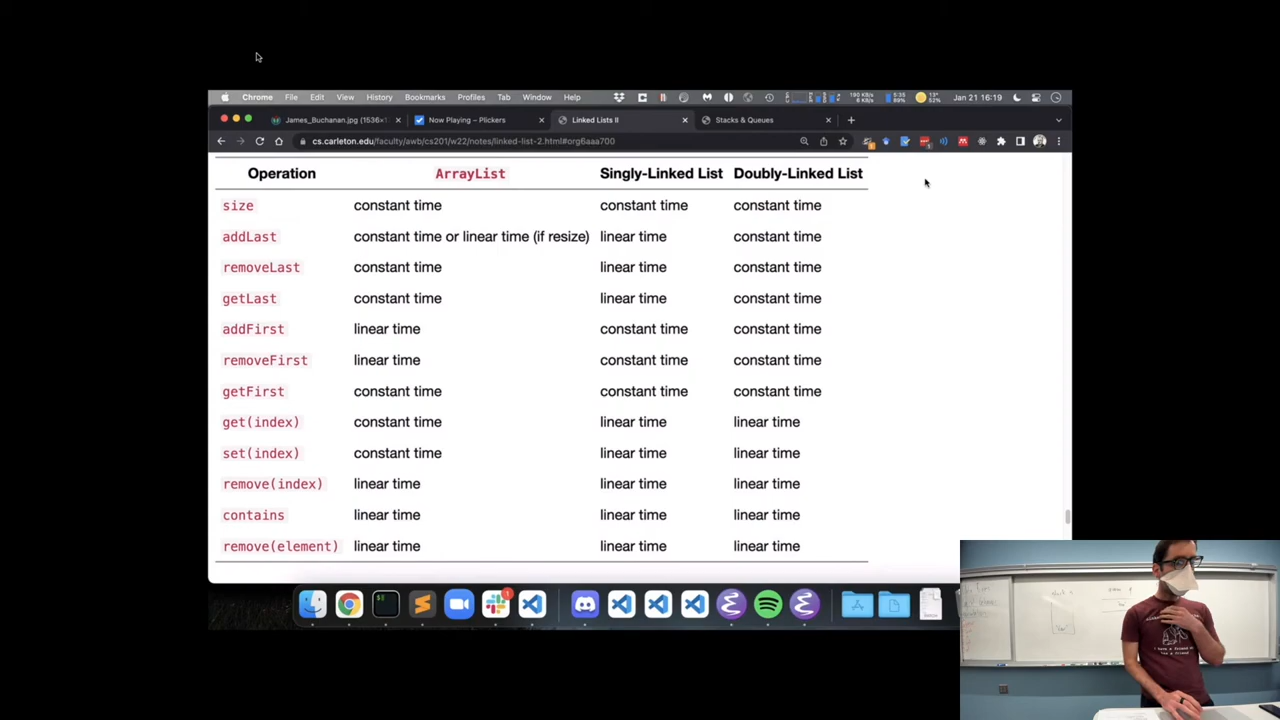 Chrome File Edit View History Bookmarks Profiles Tab Window Help Jan 21 16:19
James_Buchanan.jpg (1536×1 Now Playing – Plickers Linked Lists II Stacks & Queues
cs.carleton.edu/faculty/awb/cs201/w22/notes/linked-list-2.html#org6aaa700
Operation ArrayList Singly-Linked List Doubly-Linked List
size constant time constant time constant time
addLast constant time or linear time (if resize) linear time constant time
removeLast constant time linear time constant time
getLast constant time linear time constant time
addFirst linear time constant time constant time
removeFirst linear time constant time constant time
getFirst constant time constant time constant time
get(index) constant time linear time linear time
set(index) constant time linear time linear time
remove(index) linear time linear time linear time
contains linear time linear time linear time
remove(element) linear time linear time linear time